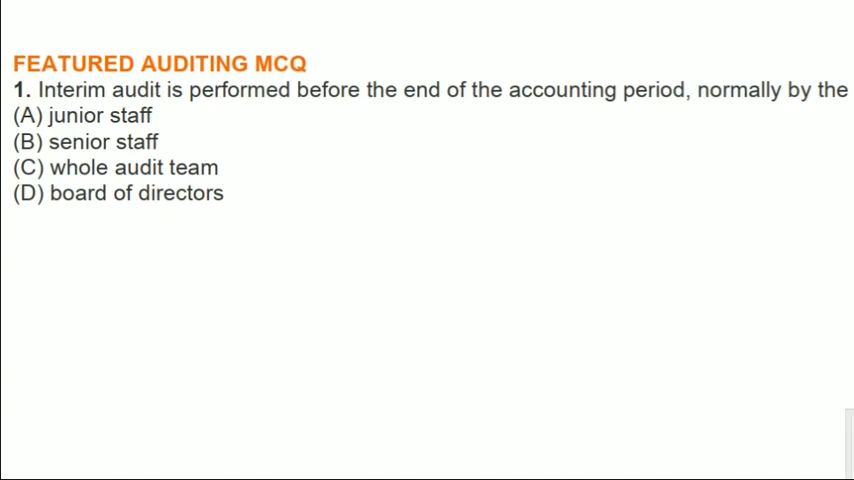 FEATURED AUDITING MCQ
1. Interim audit is performed before the end of the accounting period, normally by the
(A) junior staff
(B) senior staff
(C) whole audit team
(D) board of directors